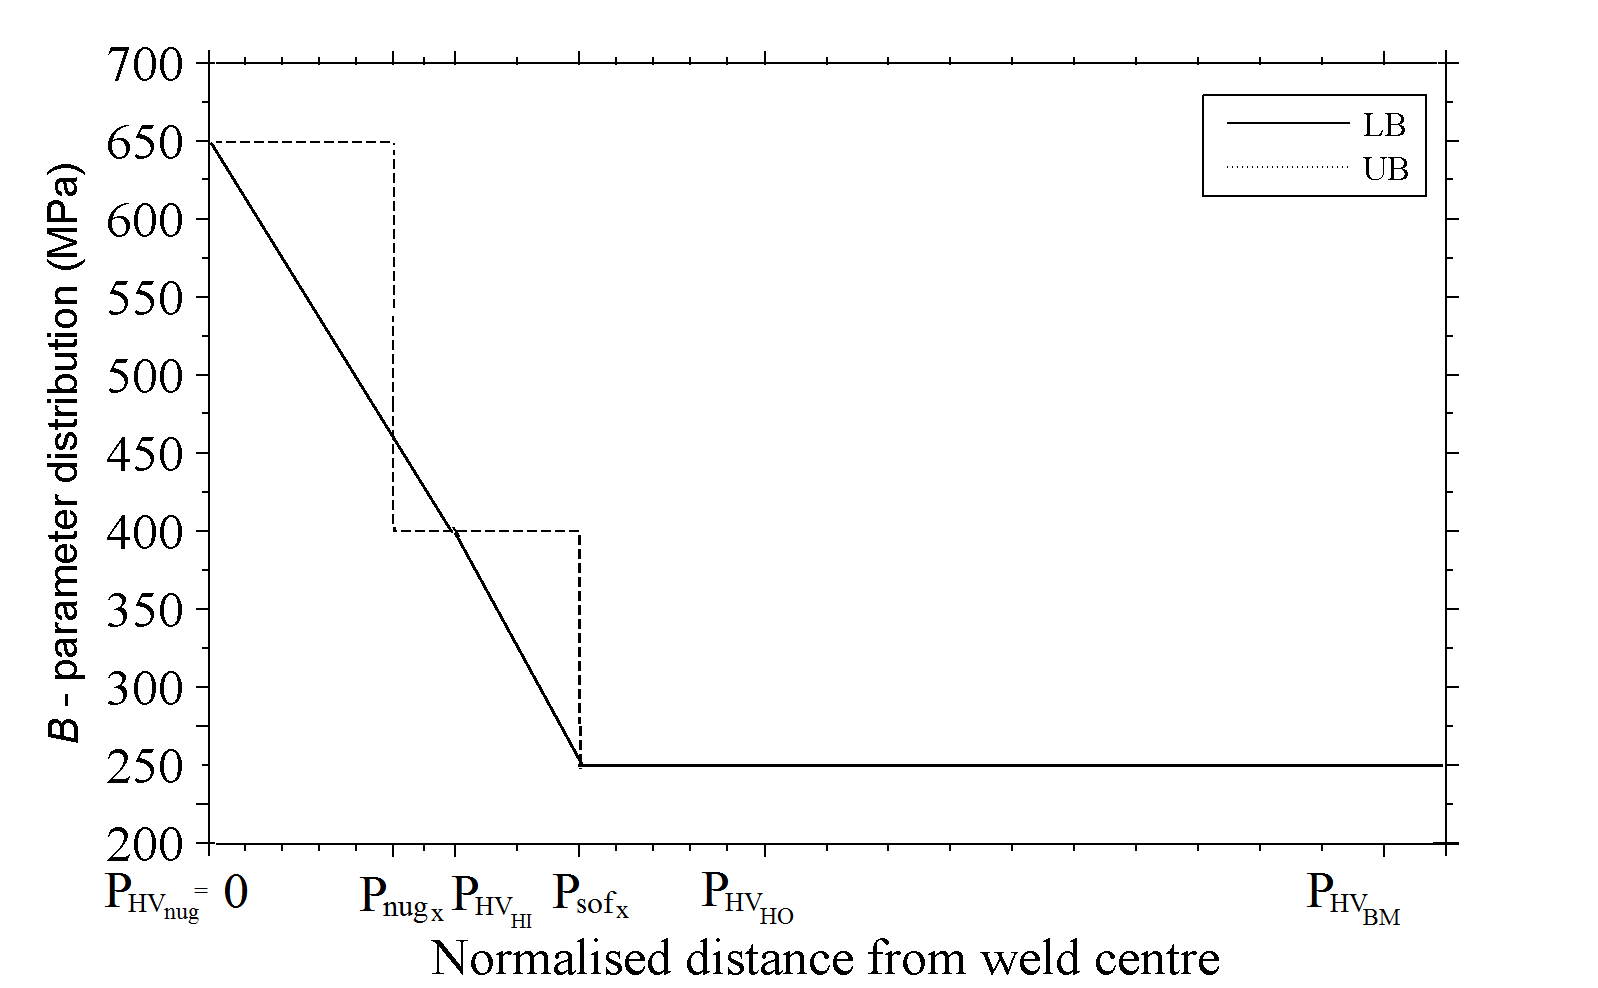 B - parameter distribution (MPa)
700
650
600
550
500
450
400
350
300
250
200
LB
UB
P_HV_nug = 0
P_nug_x
P_HV_HI
P_sof_x
P_HV_HO
P_HV_BM
Normalised distance from weld centre